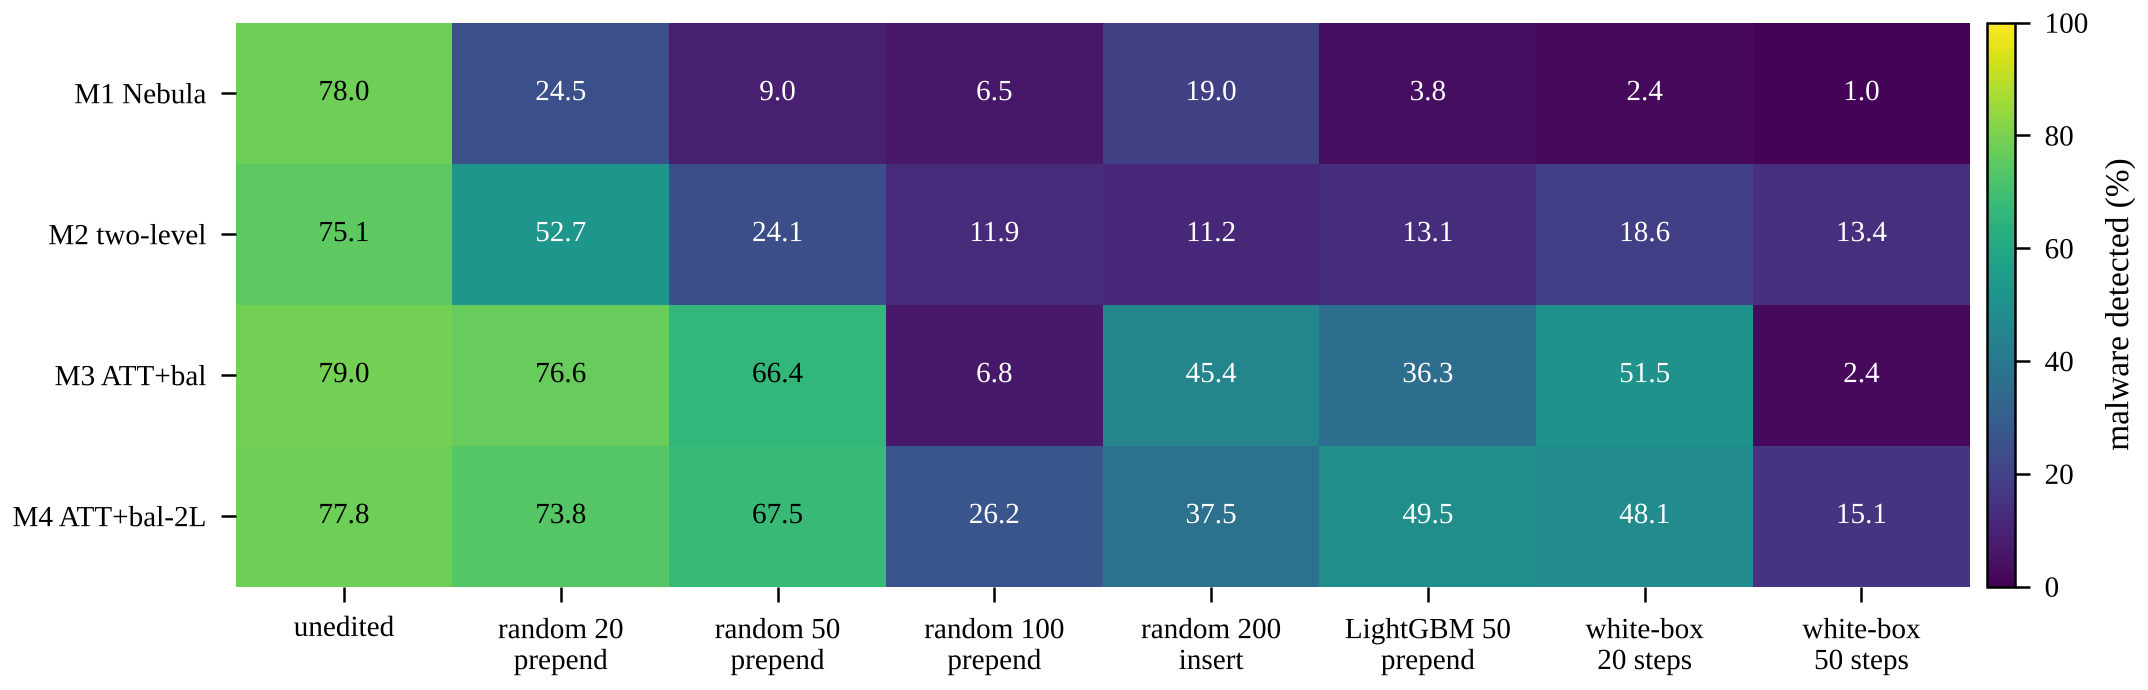 M1 Nebula 78.0 24.5 9.0 6.5 19.0 3.8 2.4 1.0
M2 two-level 75.1 52.7 24.1 11.9 11.2 13.1 18.6 13.4
M3 ATT+bal 79.0 76.6 66.4 6.8 45.4 36.3 51.5 2.4
M4 ATT+bal-2L 77.8 73.8 67.5 26.2 37.5 49.5 48.1 15.1
unedited
random 20
prepend
random 50
prepend
random 100
prepend
random 200
insert
LightGBM 50
prepend
white-box
20 steps
white-box
50 steps
100
80
60
40
20
0
malware detected (%)